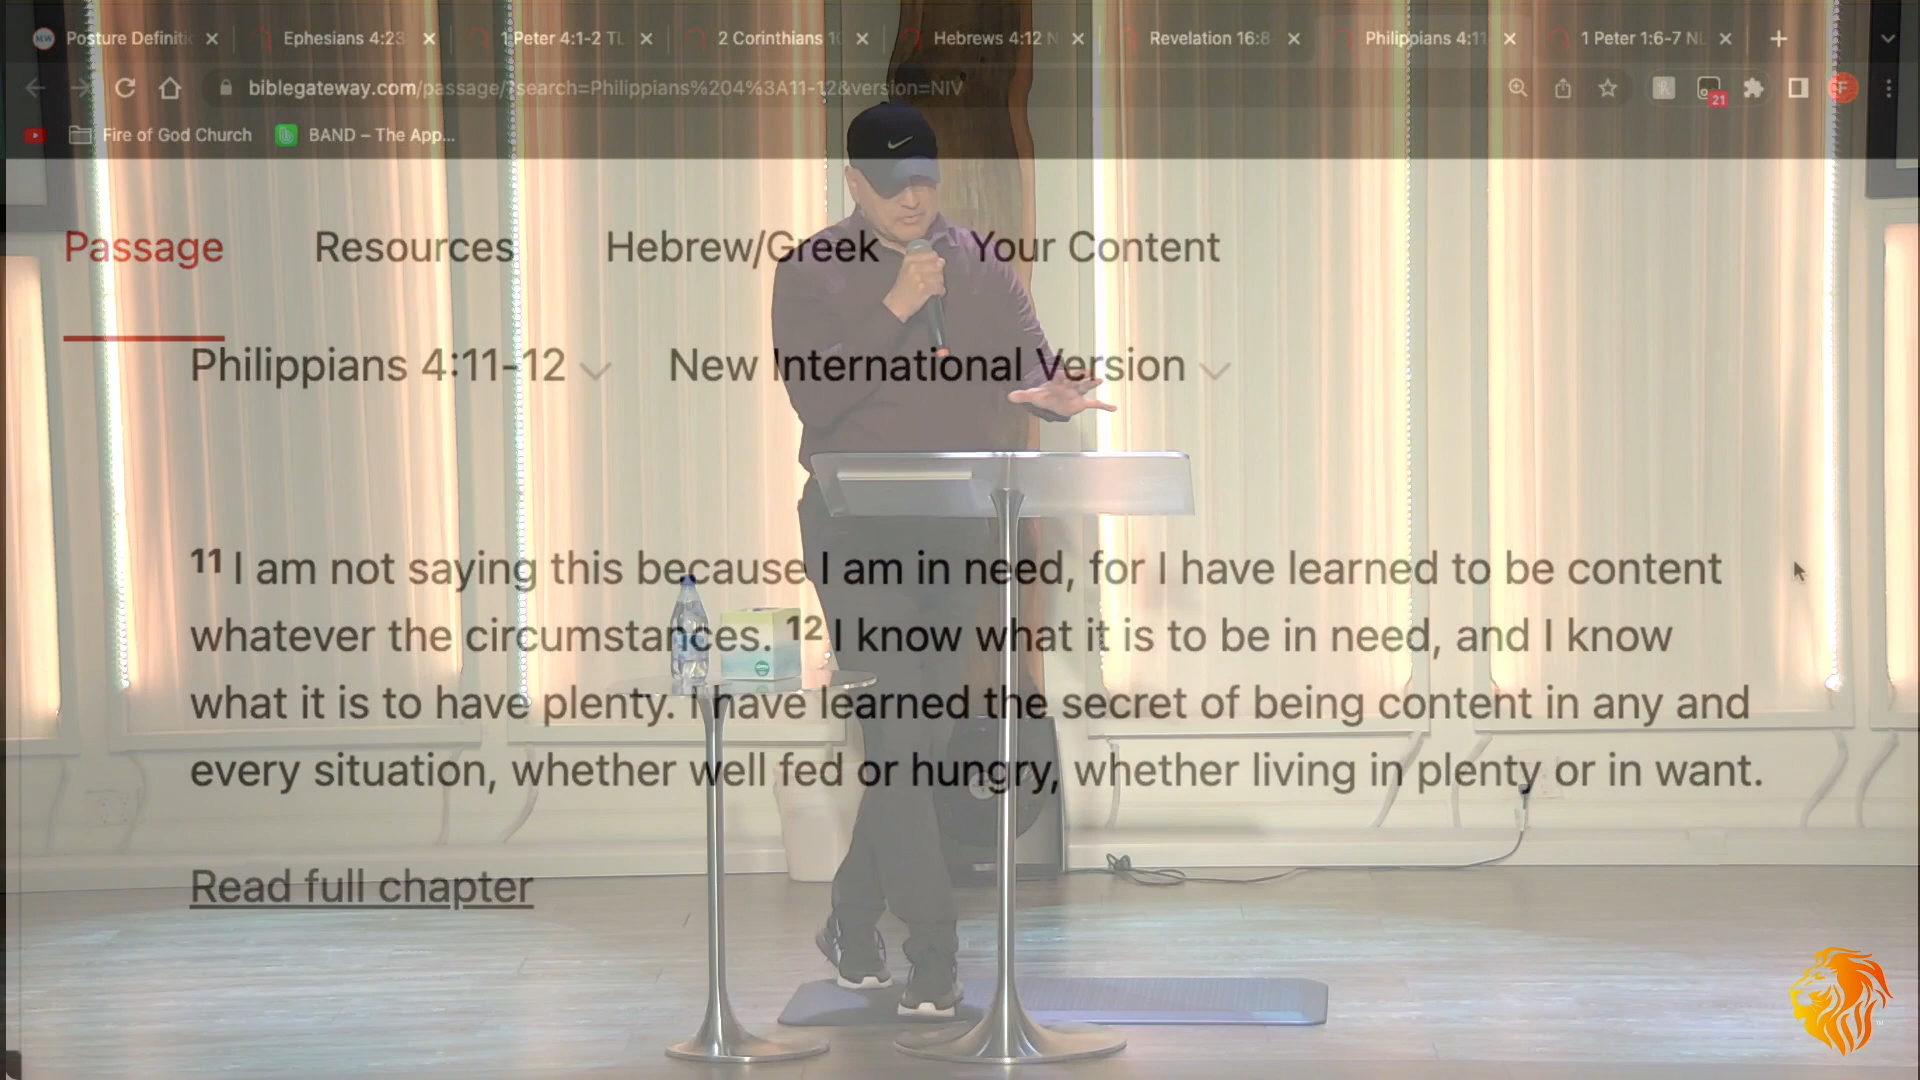 Posture Definiti
Ephesians 4:23
1 Peter 4:1-2 TL
2 Corinthians 10
Hebrews 4:12 N
Revelation 16:8
Philippians 4:11
1 Peter 1:6-7 NL
biblegateway.com/passage/?search=Philippians%204%3A11-12&version=NIV
21
F
Fire of God Church
BAND – The App...
Passage
Resources
Hebrew/Greek
Your Content
Philippians 4:11-12
New International Version
11 I am not saying this because I am in need, for I have learned to be content
whatever the circumstances. 12 I know what it is to be in need, and I know
what it is to have plenty. I have learned the secret of being content in any and
every situation, whether well fed or hungry, whether living in plenty or in want.
Read full chapter